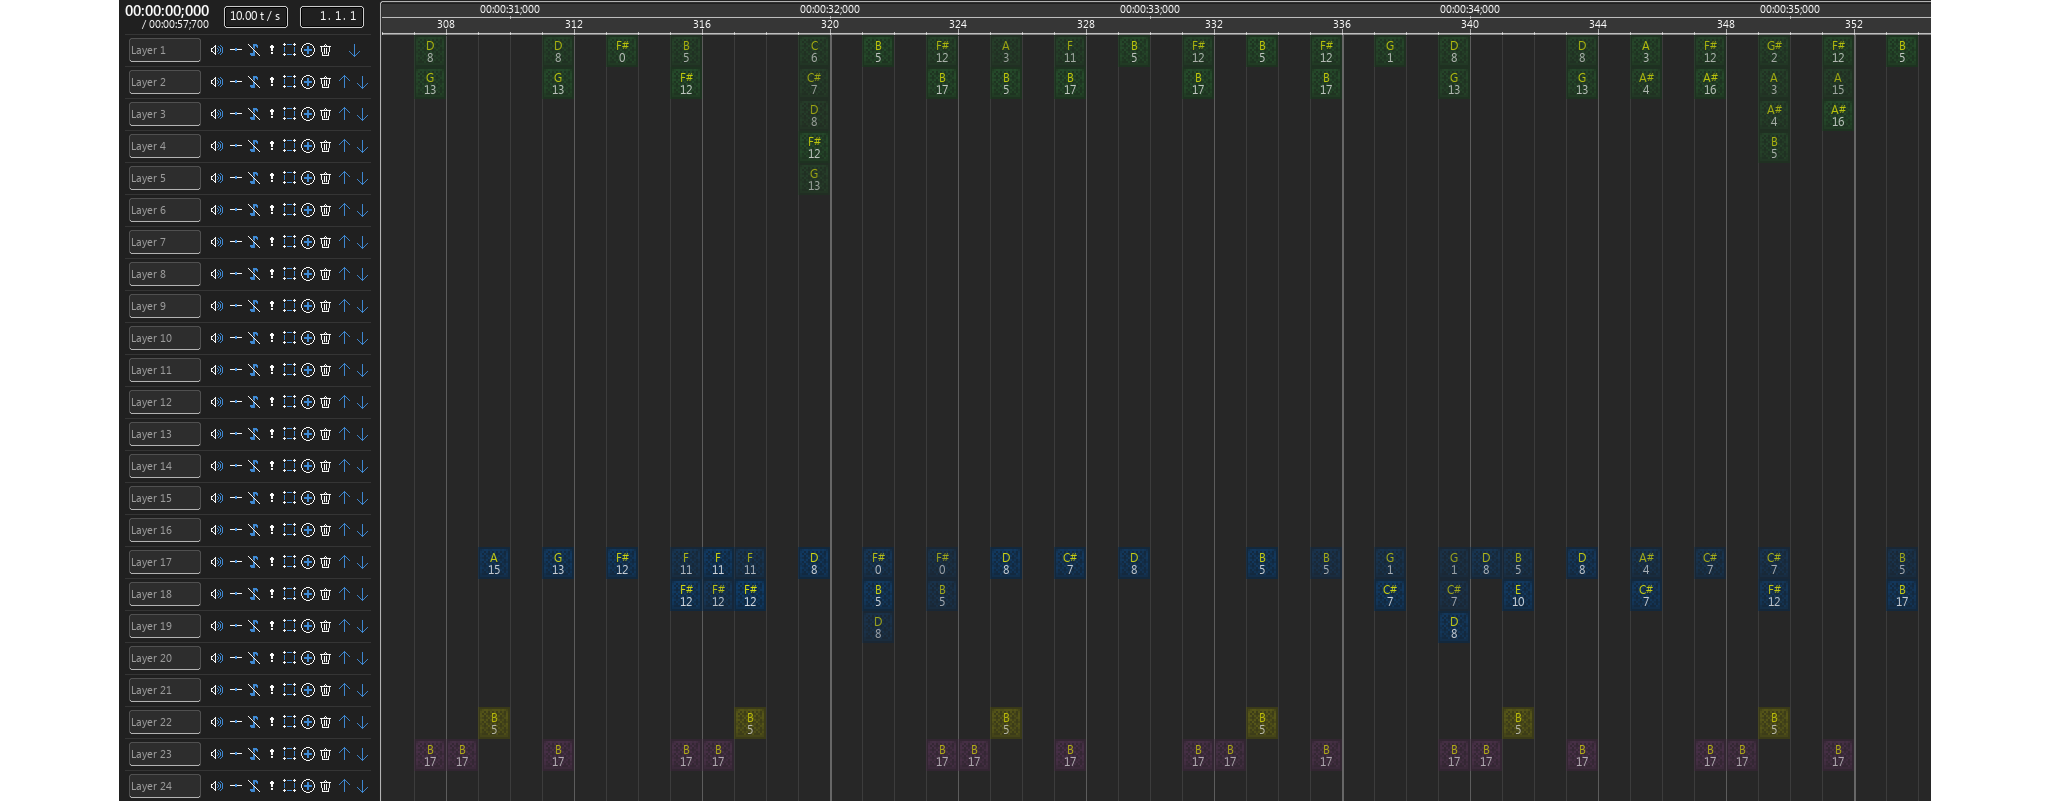 00:00:00;000
/ 00:00:57;700
10.00 t / s
1. 1. 1
00:00:31;000 00:00:32;000 00:00:33;000 00:00:34;000 00:00:35;000
308 312 316 320 324 328 332 336 340 344 348 352
Layer 1 D D F# B C B F# A F B F# B F# G D D A F# G# F# B
8 8 0 5 6 5 12 3 11 5 12 5 12 1 8 8 3 12 2 12 5
Layer 2 G G F# C# B B B B B G G A# A# A A
13 13 12 7 17 5 17 17 17 13 13 4 16 3 15
Layer 3 D A# A#
8 4 16
Layer 4 F# B
12 5
Layer 5 G
13
Layer 6
Layer 7
Layer 8
Layer 9
Layer 10
Layer 11
Layer 12
Layer 13
Layer 14
Layer 15
Layer 16
Layer 17 A G F# F F F D F# F# D C# D B B G G D B D A# C# C# B
15 13 12 11 11 11 8 0 0 8 7 8 5 5 1 1 8 5 8 4 7 7 5
Layer 18 F# F# F# B B C# C# E C# F# B
12 12 12 5 5 7 7 10 7 12 17
Layer 19 D D
8 8
Layer 20
Layer 21
Layer 22 B B B B B B
5 5 5 5 5 5
Layer 23 B B B B B B B B B B B B B B B B B B
17 17 17 17 17 17 17 17 17 17 17 17 17 17 17 17 17
Layer 24